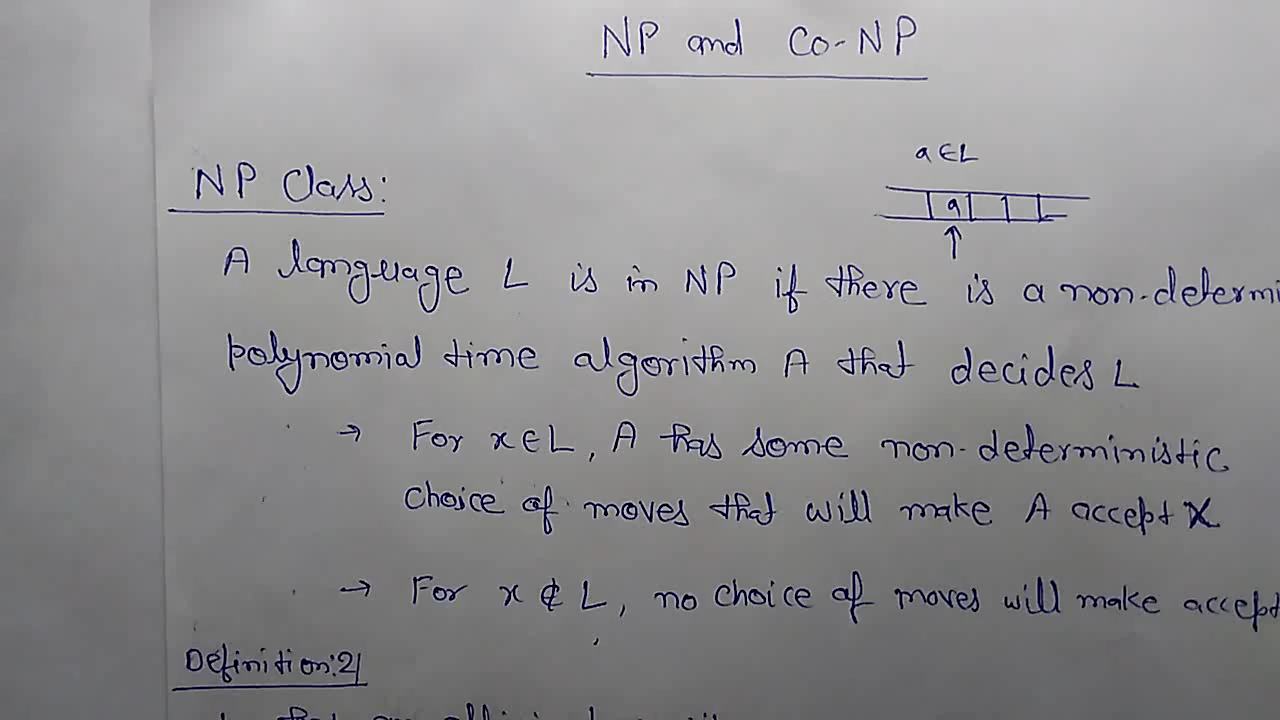 NP and Co-NP
a ∈ L
NP Class:
a
A language L is in NP if there is a non-determi
polynomial time algorithm A that decides L
→ For x ∈ L, A has some non-deterministic
choice of moves that will make A accept X
→ For x ∉ L, no choice of moves will make accept
Definition:2|